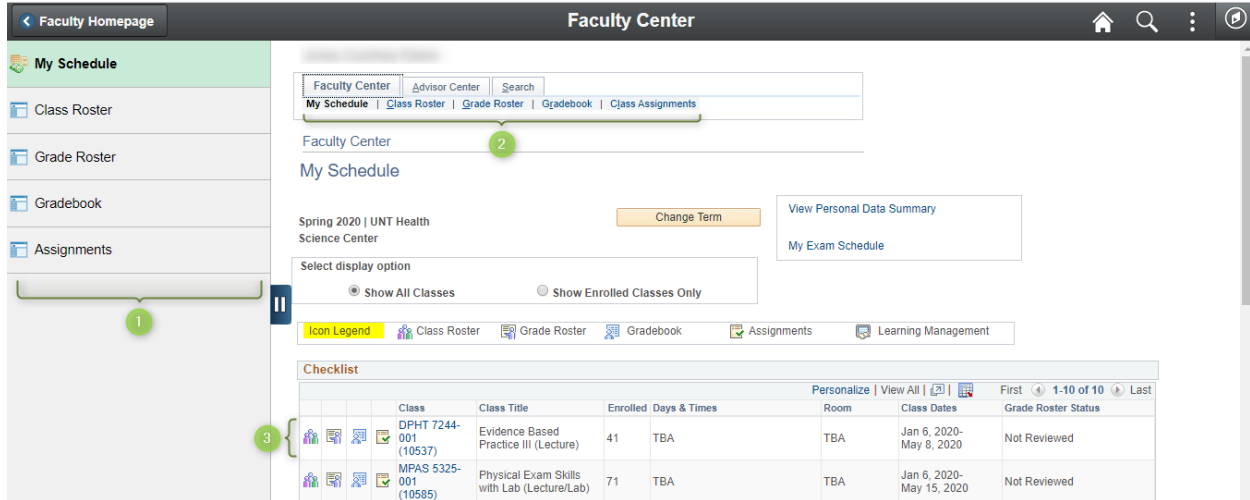 Faculty Homepage
Faculty Center
My Schedule
Class Roster
Grade Roster
Gradebook
Assignments
1
Faculty Center | Advisor Center | Search
My Schedule | Class Roster | Grade Roster | Gradebook | Class Assignments
2
Faculty Center
My Schedule
Spring 2020 | UNT Health
Science Center
Change Term
View Personal Data Summary
My Exam Schedule
Select display option
Show All Classes Show Enrolled Classes Only
Icon Legend Class Roster Grade Roster Gradebook Assignments Learning Management
Checklist
Personalize | View All | | First 1-10 of 10 Last
Class Class Title Enrolled Days & Times Room Class Dates Grade Roster Status
3
DPHT 7244-
001
(10537)
Evidence Based
Practice III (Lecture)
41
TBA
TBA
Jan 6, 2020-
May 8, 2020
Not Reviewed
MPAS 5325-
001
(10585)
Physical Exam Skills
with Lab (Lecture/Lab)
71
TBA
TBA
Jan 6, 2020-
May 15, 2020
Not Reviewed